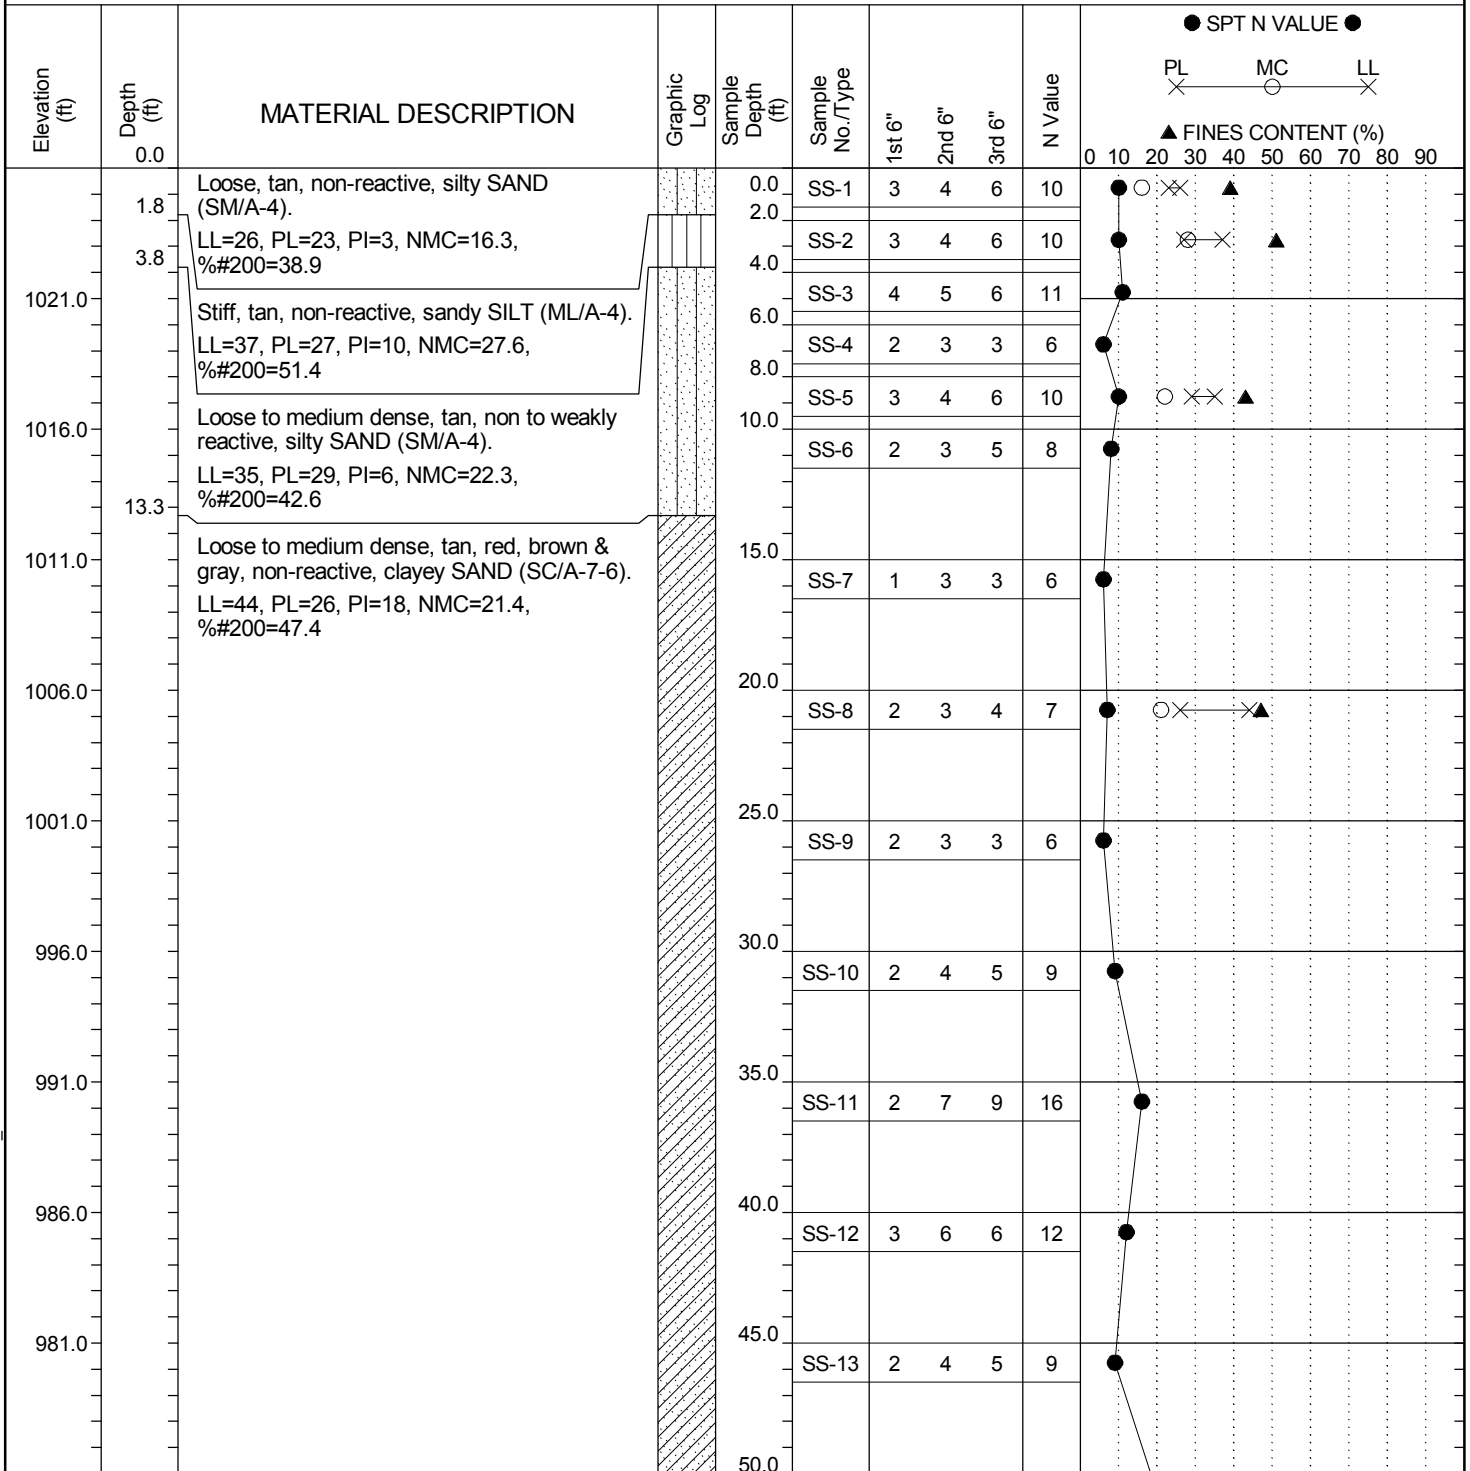 ● SPT N VALUE ●
PL MC LL
▲ FINES CONTENT (%)
0 10 20 30 40 50 60 70 80 90
Elevation (ft)
Depth (ft)
0.0
MATERIAL DESCRIPTION
Graphic Log
Sample Depth (ft)
Sample No./Type
1st 6"
2nd 6"
3rd 6"
N Value
Loose, tan, non-reactive, silty SAND
(SM/A-4).
LL=26, PL=23, PI=3, NMC=16.3,
%#200=38.9
Stiff, tan, non-reactive, sandy SILT (ML/A-4).
LL=37, PL=27, PI=10, NMC=27.6,
%#200=51.4
Loose to medium dense, tan, non to weakly
reactive, silty SAND (SM/A-4).
LL=35, PL=29, PI=6, NMC=22.3,
%#200=42.6
Loose to medium dense, tan, red, brown &
gray, non-reactive, clayey SAND (SC/A-7-6).
LL=44, PL=26, PI=18, NMC=21.4,
%#200=47.4
1.8
3.8
13.3
1021.0
1016.0
1011.0
1006.0
1001.0
996.0
991.0
986.0
981.0
0.0 SS-1 3 4 6 10
2.0 SS-2 3 4 6 10
4.0 SS-3 4 5 6 11
6.0 SS-4 2 3 3 6
8.0 SS-5 3 4 6 10
10.0 SS-6 2 3 5 8
15.0 SS-7 1 3 3 6
20.0 SS-8 2 3 4 7
25.0 SS-9 2 3 3 6
30.0 SS-10 2 4 5 9
35.0 SS-11 2 7 9 16
40.0 SS-12 3 6 6 12
45.0 SS-13 2 4 5 9
50.0